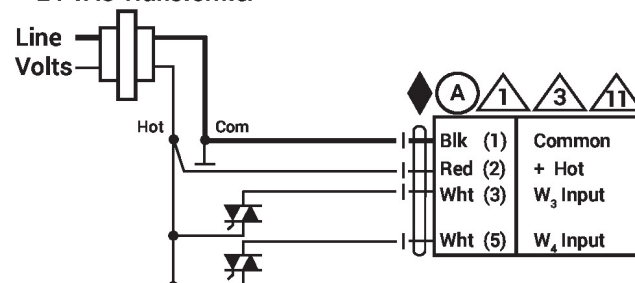 Line
Volts
Hot
Com
A 1 3 11
Blk (1) Common
Red (2) + Hot
Wht (3) W3 Input
Wht (5) W4 Input